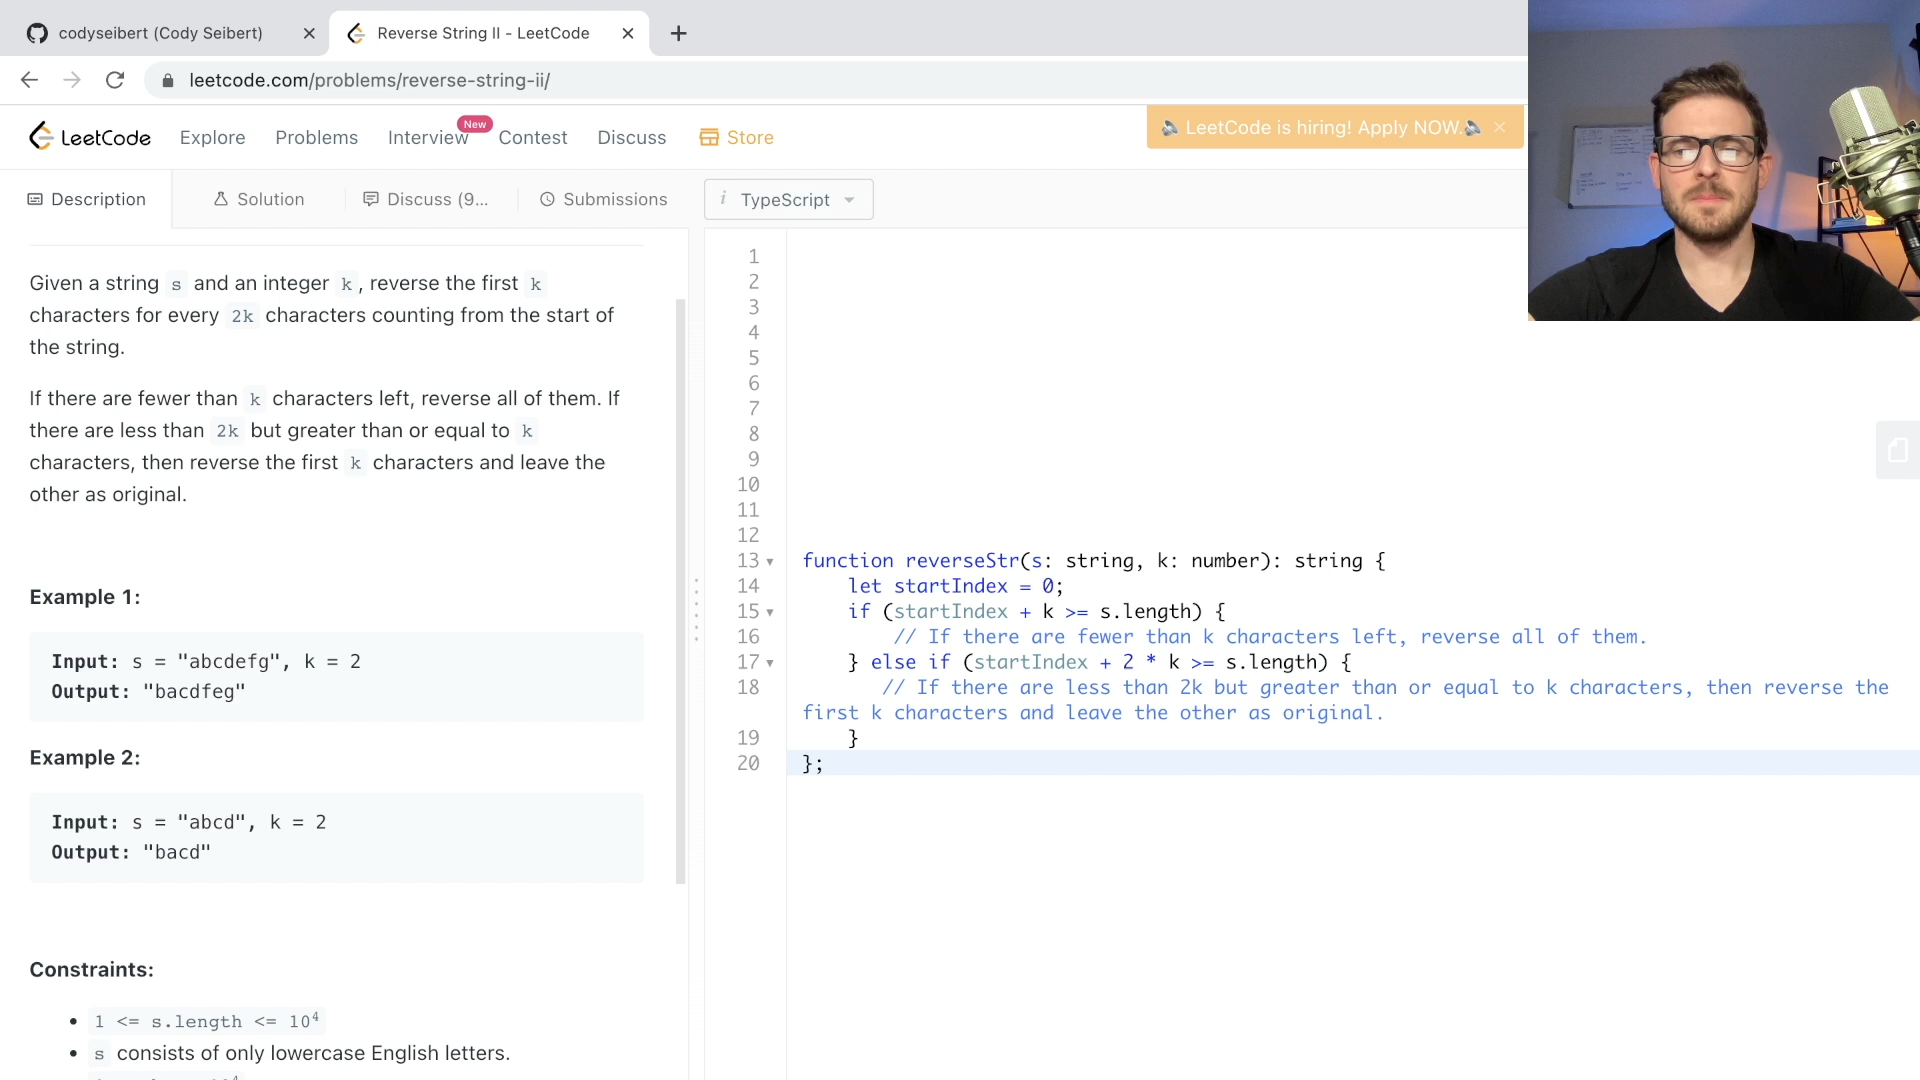 codyseibert (Cody Seibert)
Reverse String II - LeetCode
leetcode.com/problems/reverse-string-ii/
LeetCode
Explore
Problems
Interview
New
Contest
Discuss
Store
🔈 LeetCode is hiring! Apply NOW.🔈
Description
Solution
Discuss (9...
Submissions
i TypeScript
Given a string s and an integer k, reverse the first k
characters for every 2k characters counting from the start of
the string.
If there are fewer than k characters left, reverse all of them. If
there are less than 2k but greater than or equal to k
characters, then reverse the first k characters and leave the
other as original.
Example 1:
Input: s = "abcdefg", k = 2
Output: "bacdfeg"
Example 2:
Input: s = "abcd", k = 2
Output: "bacd"
Constraints:
• 1 <= s.length <= 10⁴
• s consists of only lowercase English letters.
1
2
3
4
5
6
7
8
9
10
11
12
13 function reverseStr(s: string, k: number): string {
14 let startIndex = 0;
15 if (startIndex + k >= s.length) {
16 // If there are fewer than k characters left, reverse all of them.
17 } else if (startIndex + 2 * k >= s.length) {
18 // If there are less than 2k but greater than or equal to k characters, then reverse the
first k characters and leave the other as original.
19 }
20 };